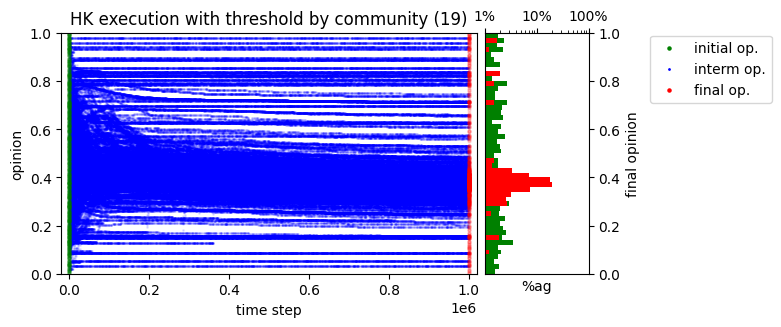 HK execution with threshold by community (19)
1% 10% 100%
1.0 1.0
0.8 0.8
0.6 0.6
0.4 0.4
0.2 0.2
0.0 0.0
opinion
final opinion
0.0 0.2 0.4 0.6 0.8 1.0
1e6
time step
%ag
initial op.
interm op.
final op.